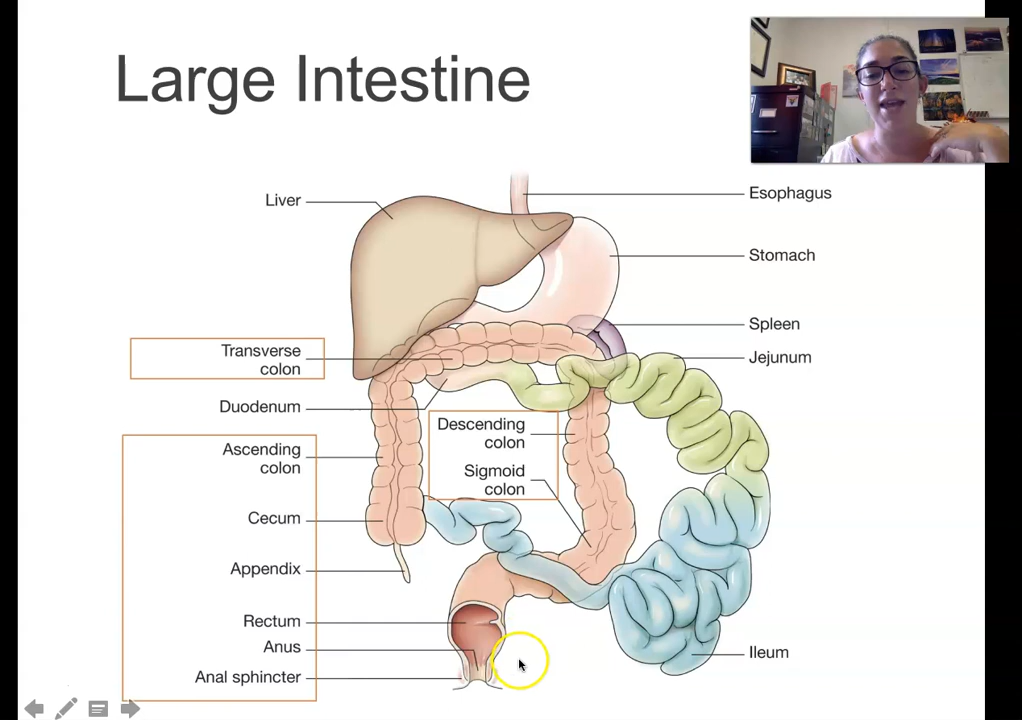 Large Intestine
Liver
Esophagus
Stomach
Spleen
Jejunum
Transverse
colon
Duodenum
Descending
colon
Ascending
colon
Sigmoid
colon
Cecum
Appendix
Rectum
Anus
Anal sphincter
Ileum